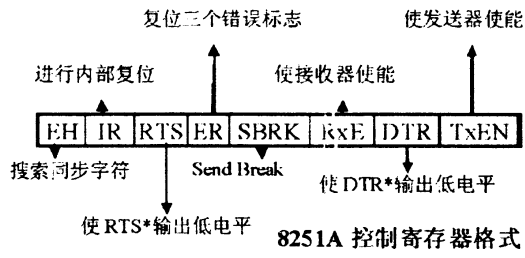 复位三个错误标志
使发送器使能
进行内部复位
使接收器使能
EH IR RTS ER SBRK RxE DTR TxEN
搜索同步字符
Send Break
使DTR*输出低电平
使RTS*输出低电平
8251A 控制寄存器格式